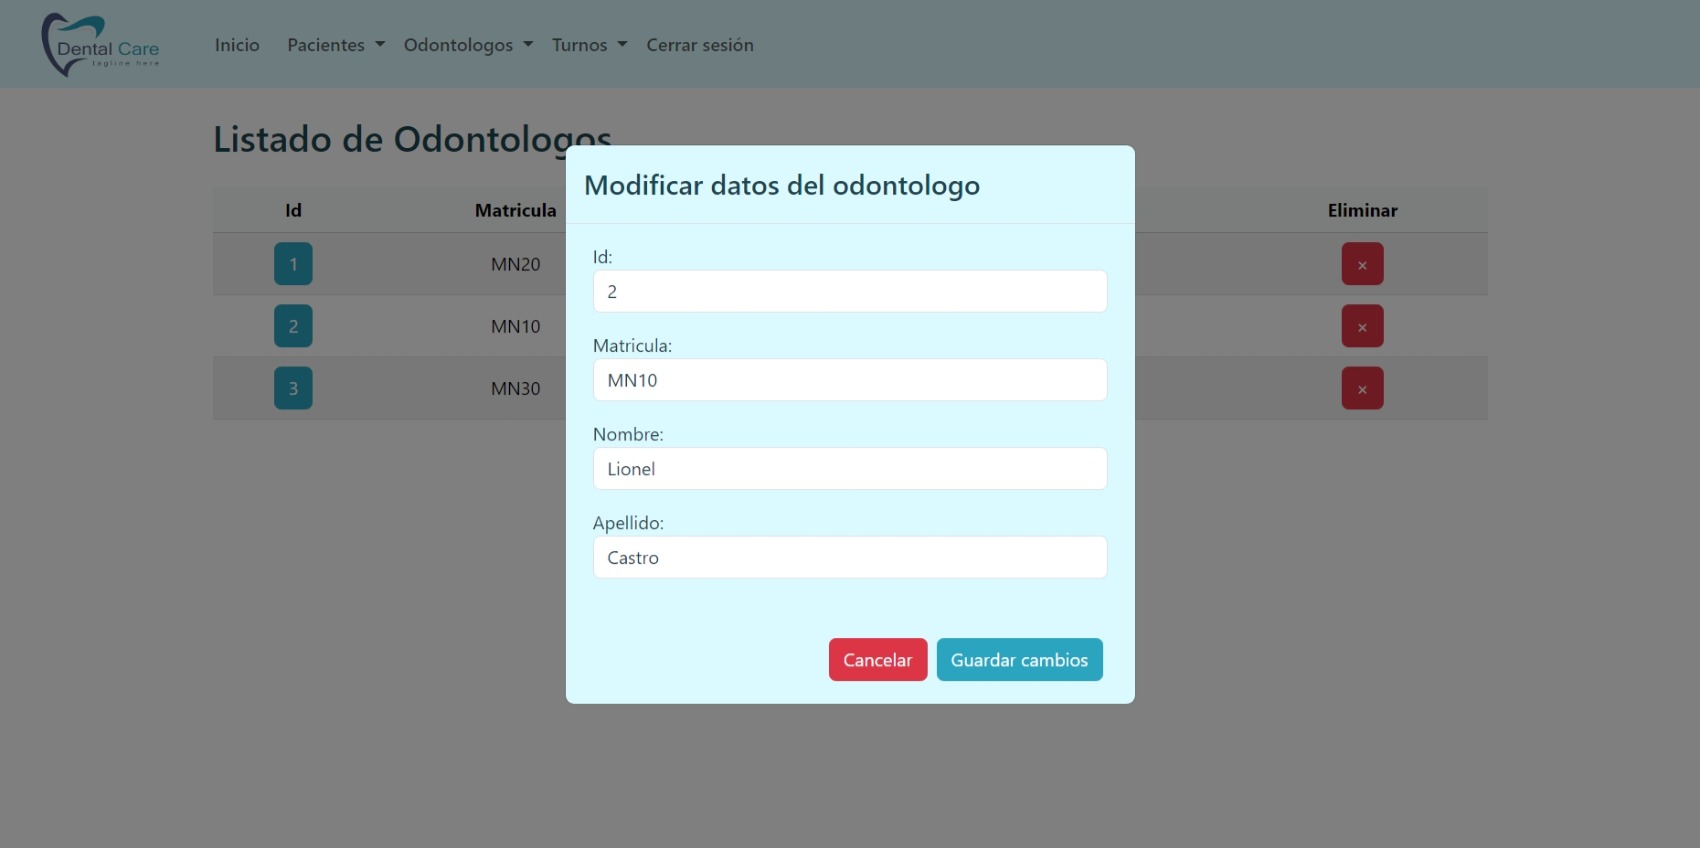 Dental Care
tagline here
Inicio Pacientes Odontologos Turnos Cerrar sesión
Listado de Odontologos
Id Matricula Eliminar
1 MN20 ×
2 MN10 ×
3 MN30 ×
Modificar datos del odontologo
Id:
2
Matricula:
MN10
Nombre:
Lionel
Apellido:
Castro
Cancelar Guardar cambios